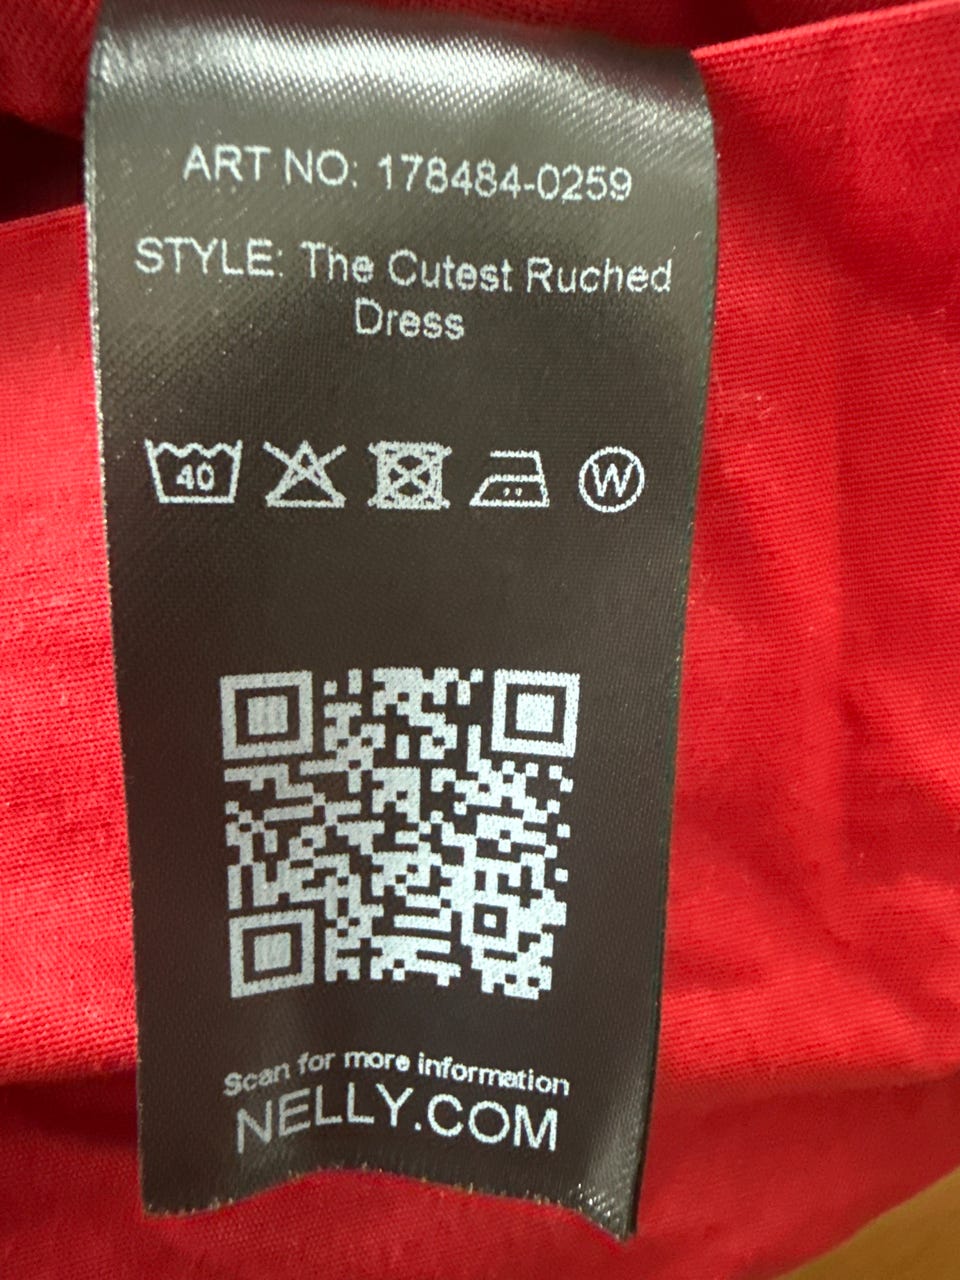 ART NO: 178484-0259
STYLE: The Cutest Ruched
Dress
40
W
Scan for more information
NELLY.COM